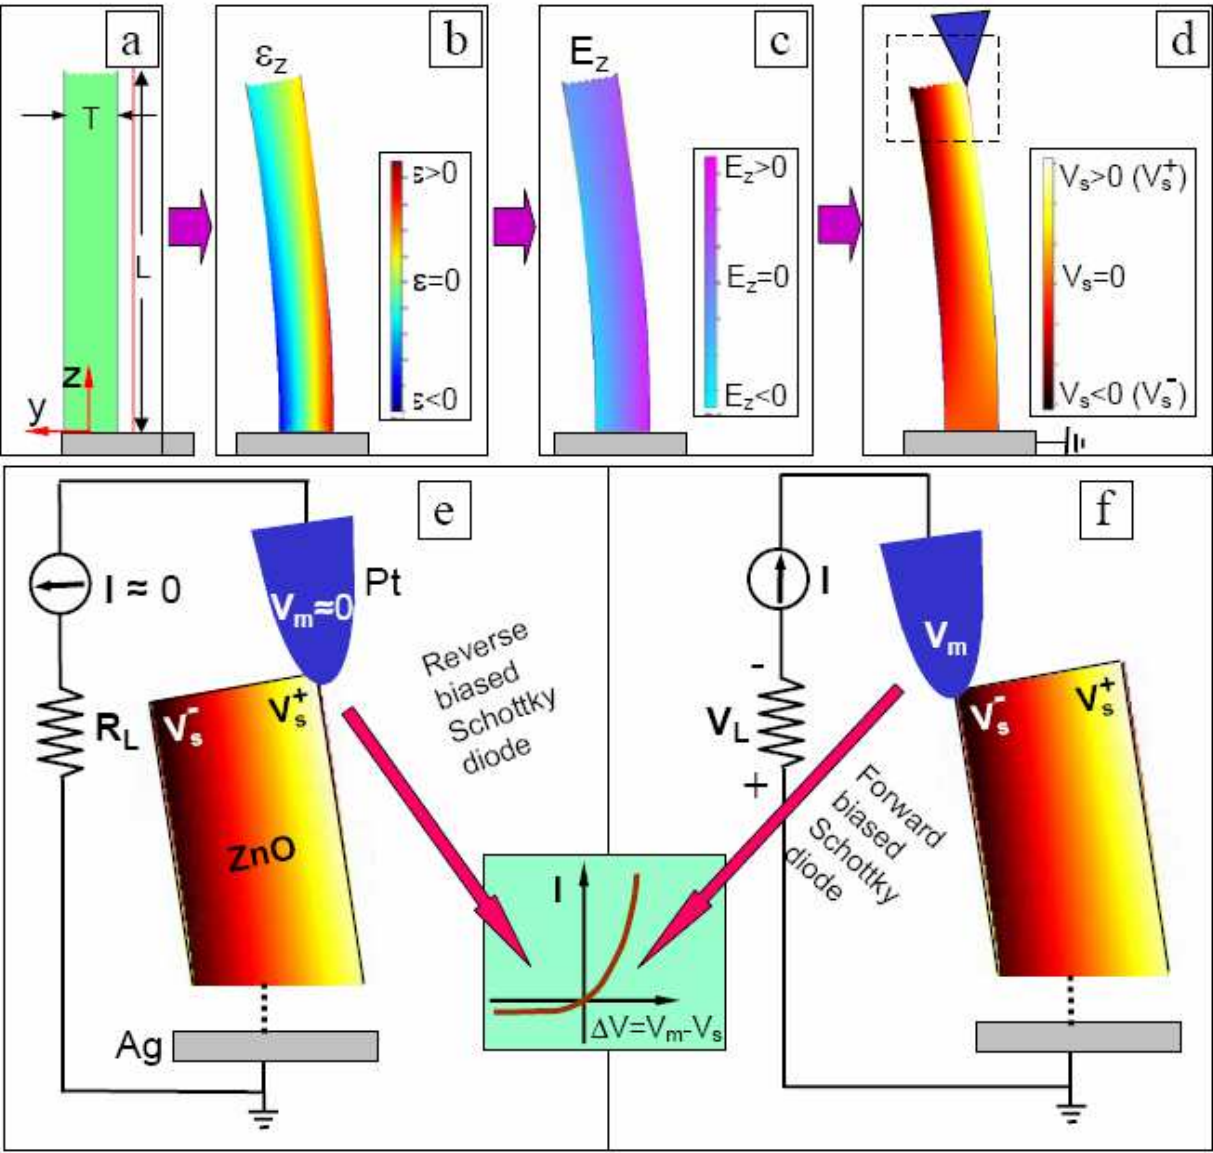 a
T
L
z
y
b
εz
ε>0
ε=0
ε<0
c
Ez
Ez>0
Ez=0
Ez<0
d
Vs>0 (Vs+)
Vs=0
Vs<0 (Vs-)
e
I ≈ 0
Vm≈0
Pt
RL
Vs-
Vs+
ZnO
Ag
Reverse
biased
Schottky
diode
I
ΔV=Vm-Vs
f
I
Vm
-
VL
+
Vs-
Vs+
Forward
biased
Schottky
diode